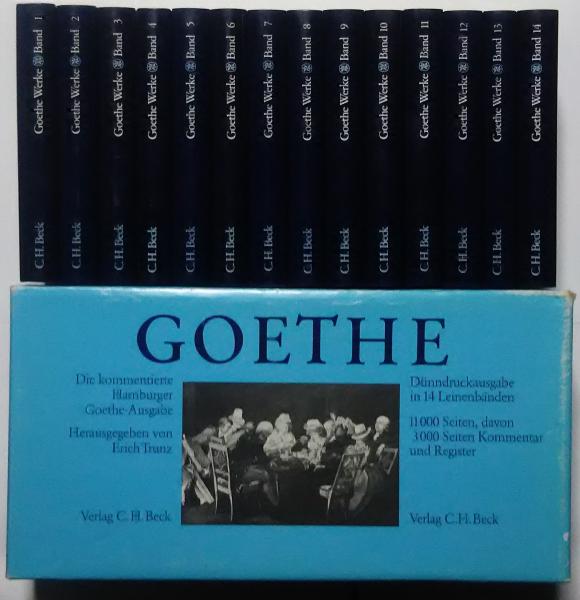 Goethe Werke Band 1
C.H.Beck
Goethe Werke Band 2
C.H.Beck
Goethe Werke Band 3
C.H.Beck
Goethe Werke Band 4
C.H.Beck
Goethe Werke Band 5
C.H.Beck
Goethe Werke Band 6
C.H.Beck
Goethe Werke Band 7
C.H.Beck
Goethe Werke Band 8
C.H.Beck
Goethe Werke Band 9
C.H.Beck
Goethe Werke Band 10
C.H.Beck
Goethe Werke Band 11
C.H.Beck
Goethe Werke Band 12
C.H.Beck
Goethe Werke Band 13
C.H.Beck
Goethe Werke Band 14
C.H.Beck
GOETHE
Die kommentierte
Hamburger
Goethe-Ausgabe
Herausgegeben von
Erich Trunz
Verlag C.H.Beck
Dünndruckausgabe
in 14 Leinenbänden
11000 Seiten, davon
3000 Seiten Kommentar
und Register
Verlag C.H.Beck